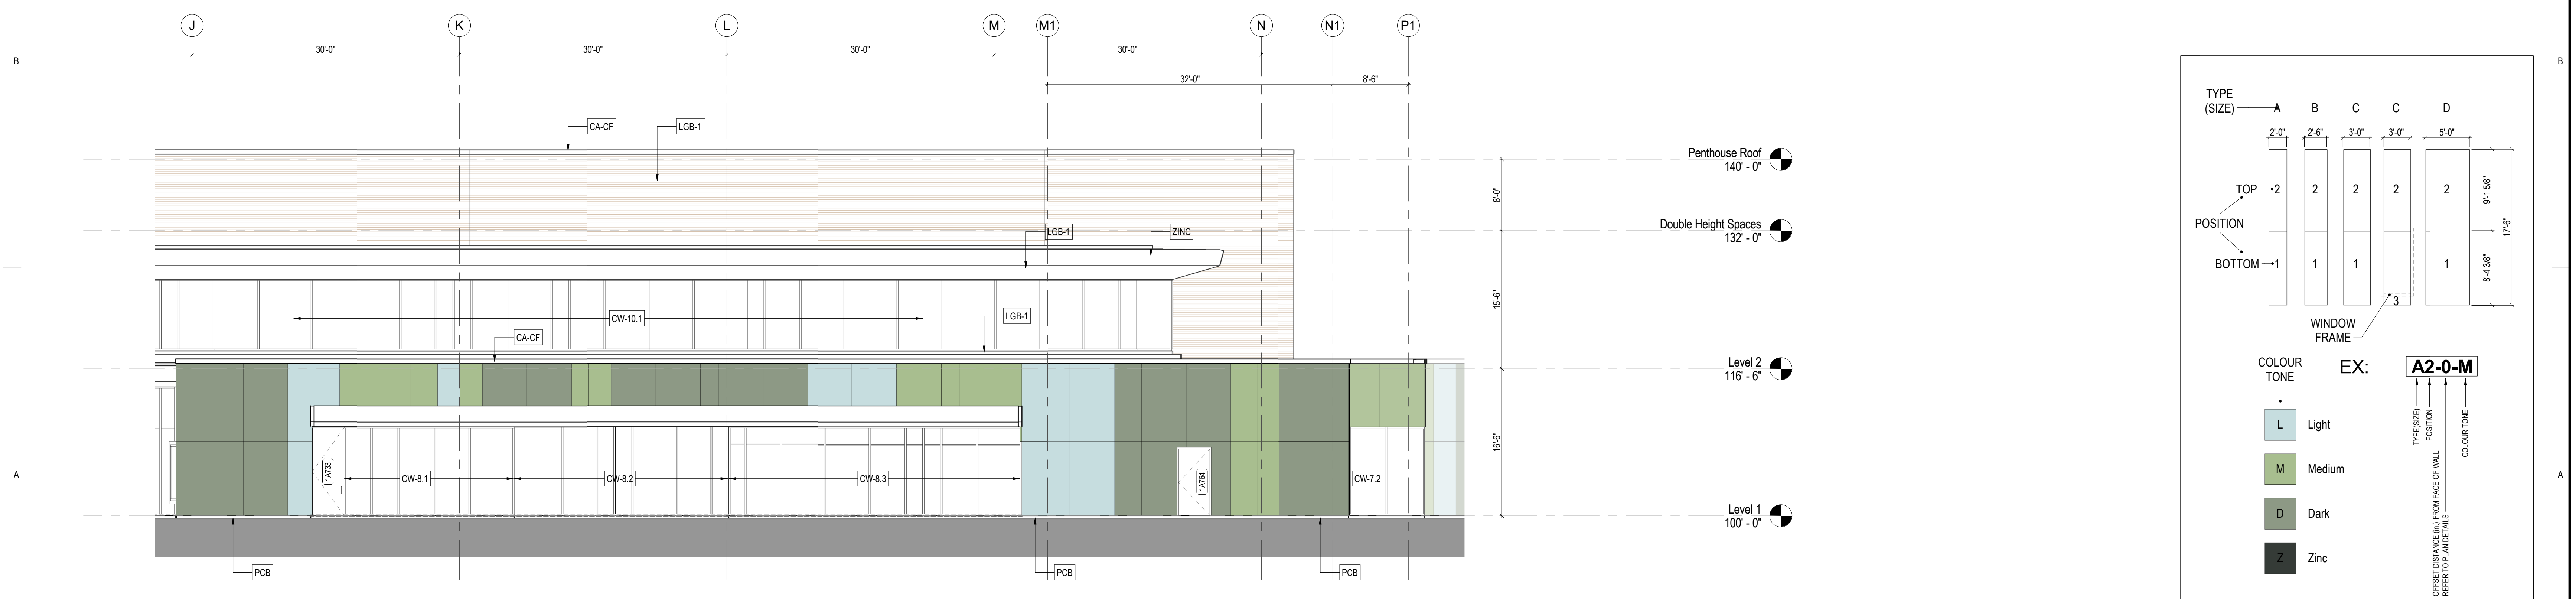 J K L M M1 N N1 P1
30'-0" 30'-0" 30'-0" 30'-0"
32'-0" 8'-6"
B B
CA-CF LGB-1
Penthouse Roof
140' - 0"
8'-0"
LGB-1 ZINC
Double Height Spaces
132' - 0"
15'-6"
CW-10.1 LGB-1
CA-CF
Level 2
116' - 6"
16'-6"
A A
1A733 CW-8.1 CW-8.2 CW-8.3 1A764 CW-7.2
Level 1
100' - 0"
PCB PCB PCB
TYPE
(SIZE)
A B C C D
2'-0" 2'-6" 3'-0" 3'-0" 5'-0"
TOP 2 2 2 2 2
9'-1 5/8"
17'-6"
POSITION
BOTTOM 1 1 1 1
8'-4 3/8"
3
WINDOW
FRAME
COLOUR
TONE
EX: A2-0-M
TYPE(SIZE)
POSITION
OFFSET DISTANCE (in.) FROM FACE OF WALL
REFER TO PLAN DETAILS
COLOUR TONE
L Light
M Medium
D Dark
Z Zinc